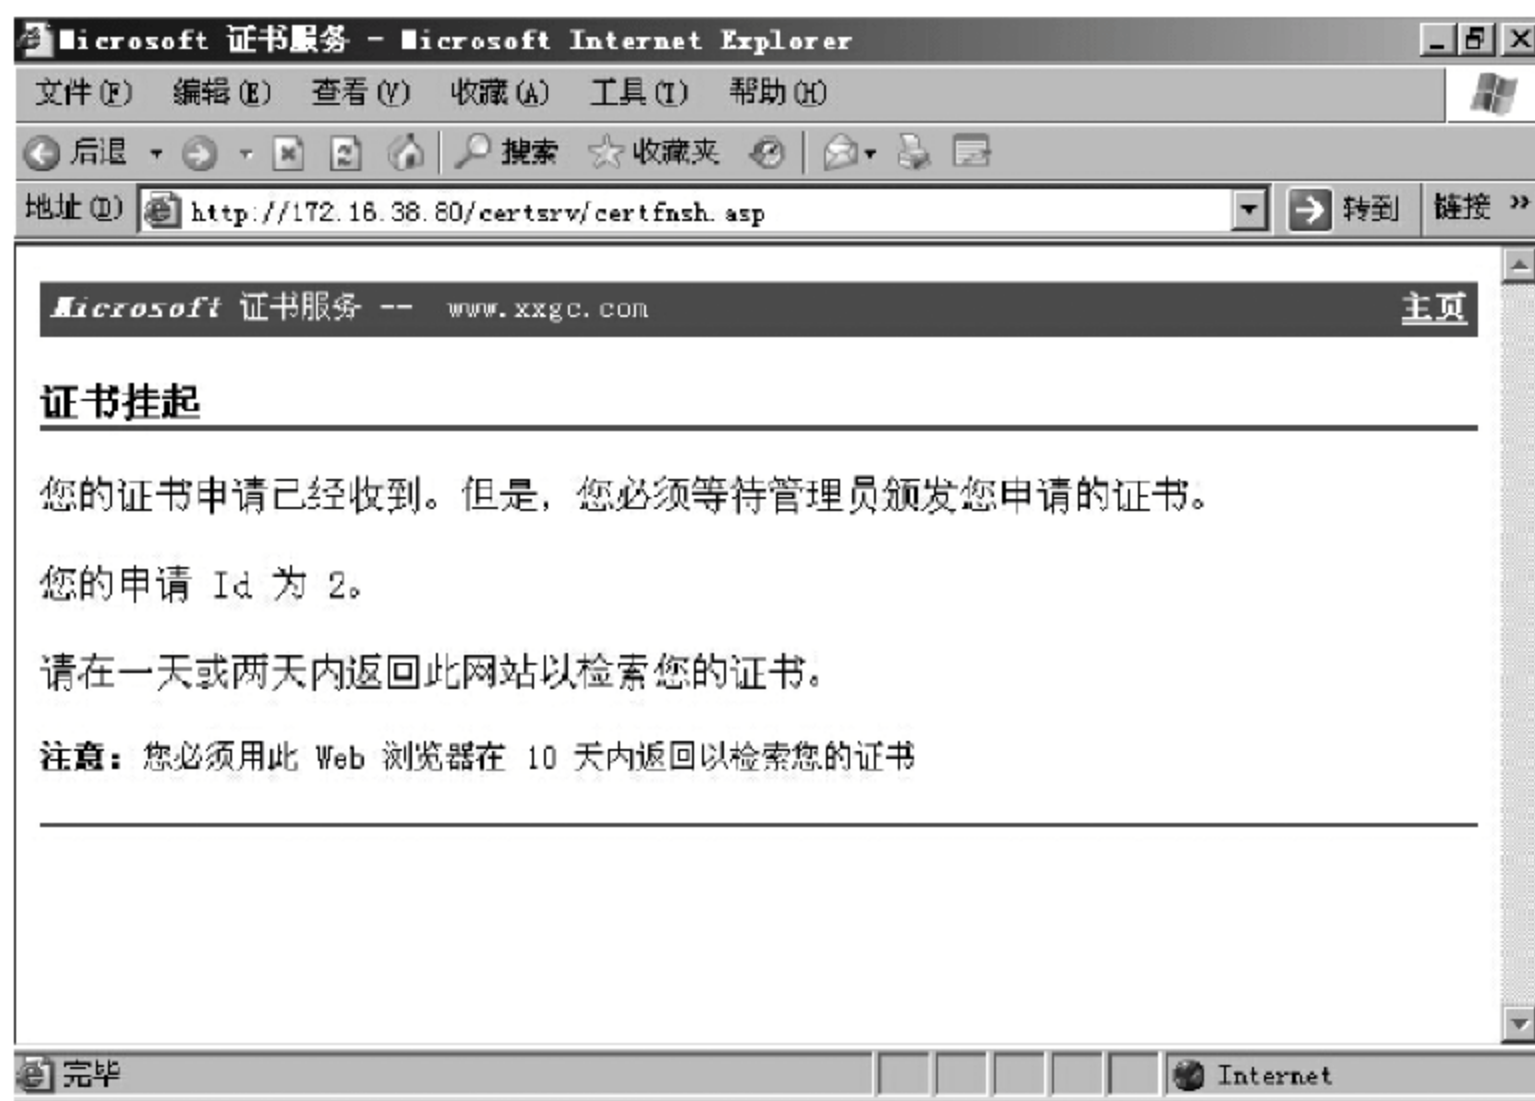 Microsoft 证书服务 - Microsoft Internet Explorer
文件(F) 编辑(E) 查看(V) 收藏(A) 工具(T) 帮助(H)
后退 搜索 收藏夹
地址(D) http://172.16.38.80/certsrv/certfnsh.asp 转到 链接 »
Microsoft 证书服务 -- www.xxgc.com 主页
证书挂起
您的证书申请已经收到。但是，您必须等待管理员颁发您申请的证书。
您的申请 Id 为 2。
请在一天或两天内返回此网站以检索您的证书。
注意：您必须用此 Web 浏览器在 10 天内返回以检索您的证书
完毕 Internet